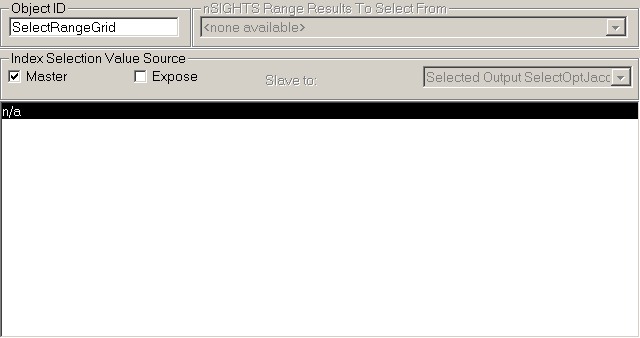 Object ID
nSIGHTS Range Results To Select From
SelectRangeGrid
<none available>
Index Selection Value Source
Master
Expose
Slave to:
Selected Output SelectOptJacc
n/a